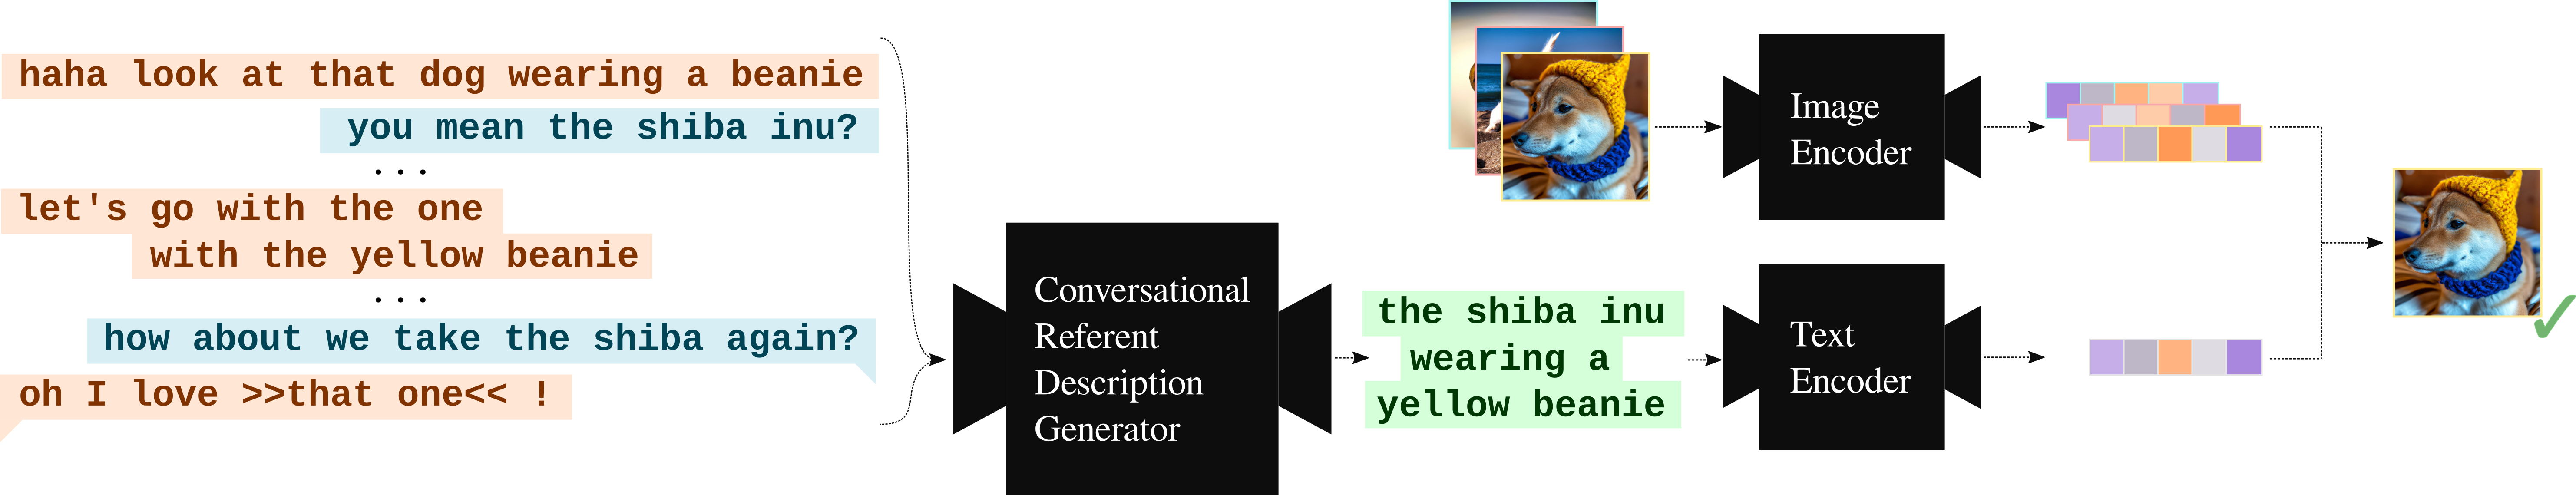 haha look at that dog wearing a beanie
you mean the shiba inu?
...
let's go with the one
with the yellow beanie
...
how about we take the shiba again?
oh I love >>that one<< !
Conversational
Referent
Description
Generator
the shiba inu
wearing a
yellow beanie
Image
Encoder
Text
Encoder